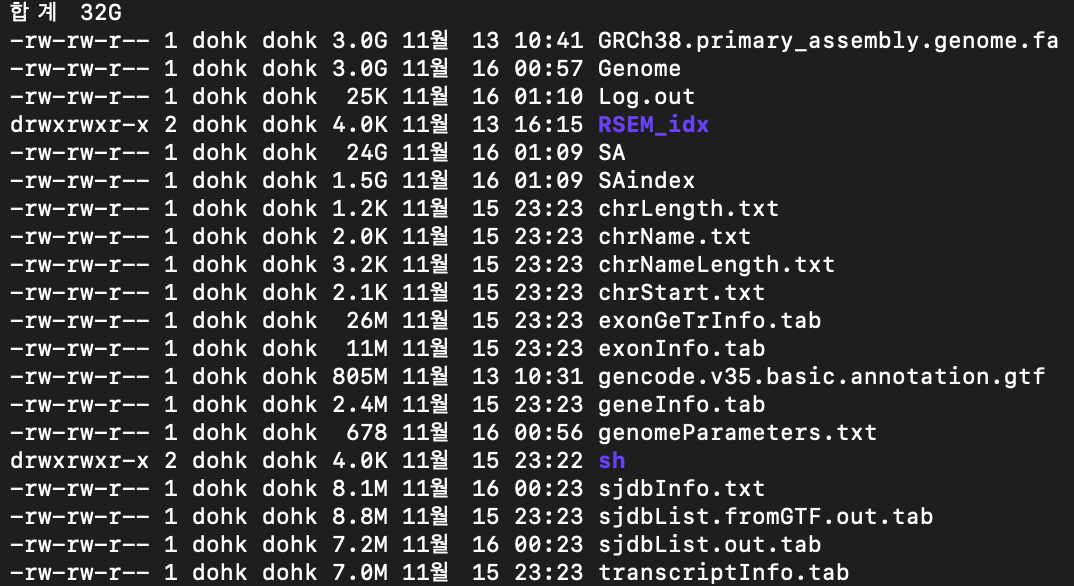 합계 32G
-rw-rw-r-- 1 dohk dohk 3.0G 11월 13 10:41 GRCh38.primary_assembly.genome.fa
-rw-rw-r-- 1 dohk dohk 3.0G 11월 16 00:57 Genome
-rw-rw-r-- 1 dohk dohk 25K 11월 16 01:10 Log.out
drwxrwxr-x 2 dohk dohk 4.0K 11월 13 16:15 RSEM_idx
-rw-rw-r-- 1 dohk dohk 24G 11월 16 01:09 SA
-rw-rw-r-- 1 dohk dohk 1.5G 11월 16 01:09 SAindex
-rw-rw-r-- 1 dohk dohk 1.2K 11월 15 23:23 chrLength.txt
-rw-rw-r-- 1 dohk dohk 2.0K 11월 15 23:23 chrName.txt
-rw-rw-r-- 1 dohk dohk 3.2K 11월 15 23:23 chrNameLength.txt
-rw-rw-r-- 1 dohk dohk 2.1K 11월 15 23:23 chrStart.txt
-rw-rw-r-- 1 dohk dohk 26M 11월 15 23:23 exonGeTrInfo.tab
-rw-rw-r-- 1 dohk dohk 11M 11월 15 23:23 exonInfo.tab
-rw-rw-r-- 1 dohk dohk 805M 11월 13 10:31 gencode.v35.basic.annotation.gtf
-rw-rw-r-- 1 dohk dohk 2.4M 11월 15 23:23 geneInfo.tab
-rw-rw-r-- 1 dohk dohk 678 11월 16 00:56 genomeParameters.txt
drwxrwxr-x 2 dohk dohk 4.0K 11월 15 23:22 sh
-rw-rw-r-- 1 dohk dohk 8.1M 11월 16 00:23 sjdbInfo.txt
-rw-rw-r-- 1 dohk dohk 8.8M 11월 15 23:23 sjdbList.fromGTF.out.tab
-rw-rw-r-- 1 dohk dohk 7.2M 11월 16 00:23 sjdbList.out.tab
-rw-rw-r-- 1 dohk dohk 7.0M 11월 15 23:23 transcriptInfo.tab